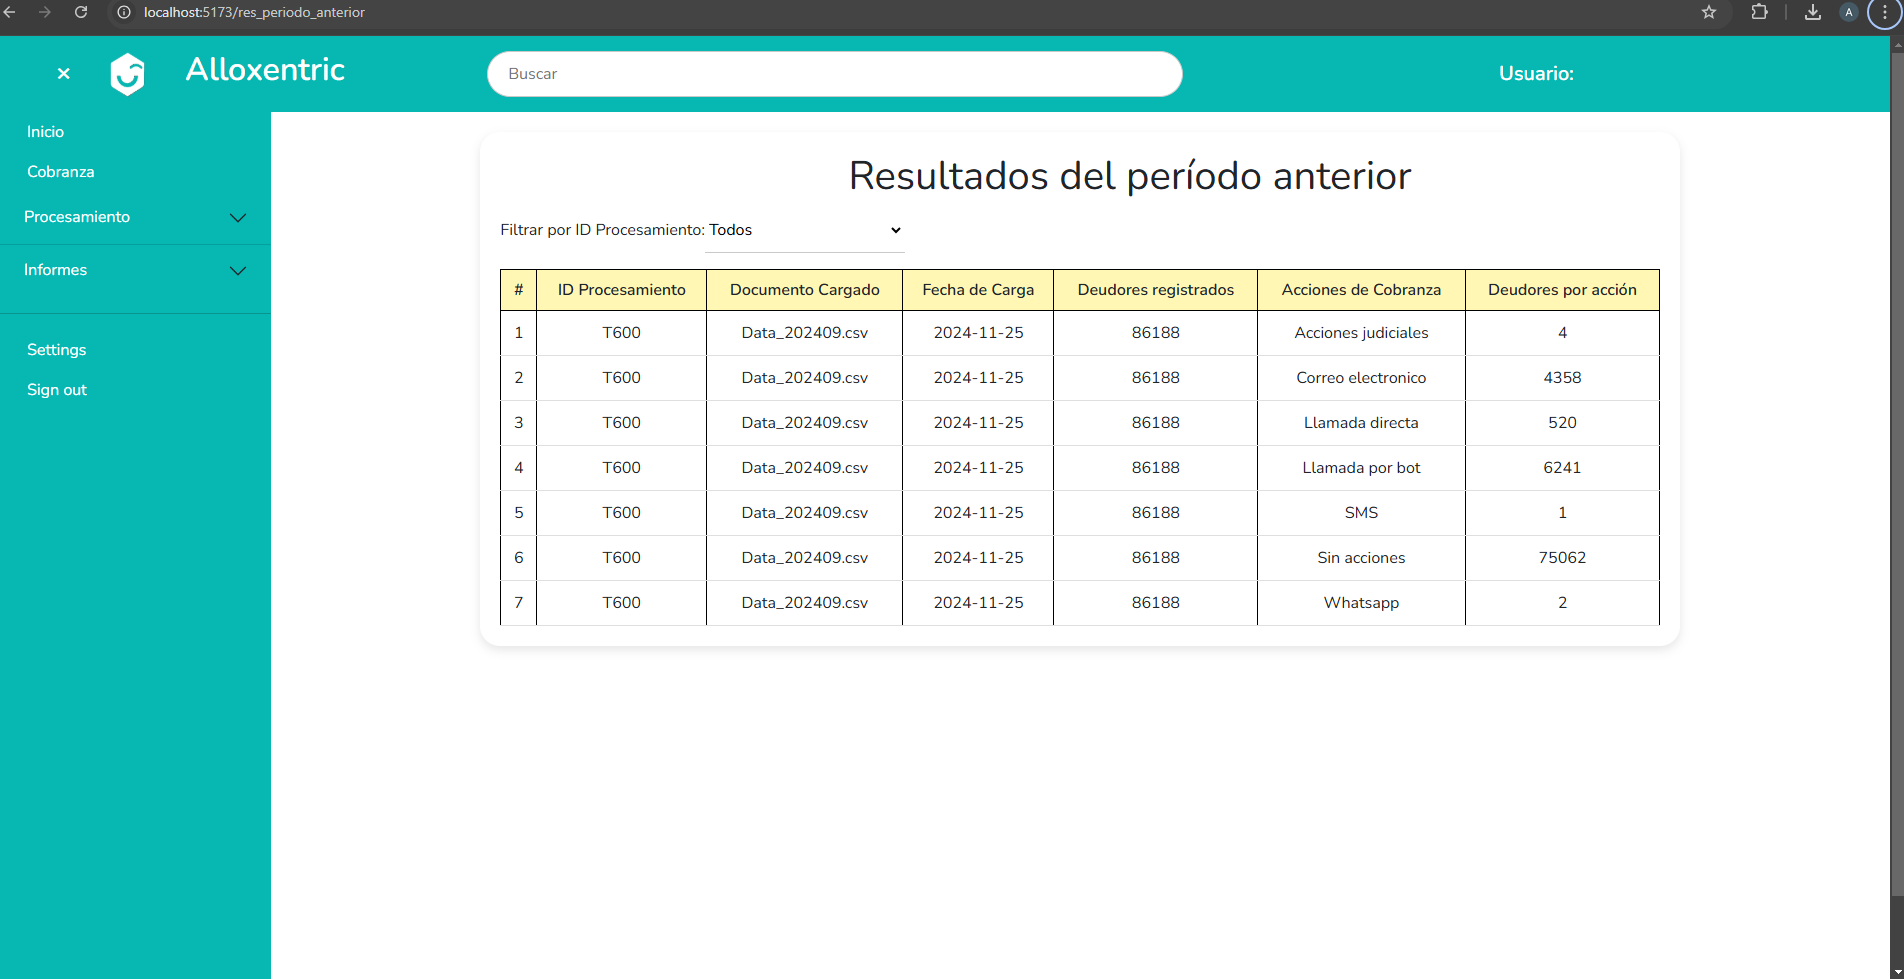 localhost:5173/res_periodo_anterior
A
Alloxentric
Buscar
Usuario:
Inicio
Cobranza
Procesamiento
Informes
Settings
Sign out
Resultados del período anterior
Filtrar por ID Procesamiento: Todos
# ID Procesamiento Documento Cargado Fecha de Carga Deudores registrados Acciones de Cobranza Deudores por acción
1 T600 Data_202409.csv 2024-11-25 86188 Acciones judiciales 4
2 T600 Data_202409.csv 2024-11-25 86188 Correo electronico 4358
3 T600 Data_202409.csv 2024-11-25 86188 Llamada directa 520
4 T600 Data_202409.csv 2024-11-25 86188 Llamada por bot 6241
5 T600 Data_202409.csv 2024-11-25 86188 SMS 1
6 T600 Data_202409.csv 2024-11-25 86188 Sin acciones 75062
7 T600 Data_202409.csv 2024-11-25 86188 Whatsapp 2